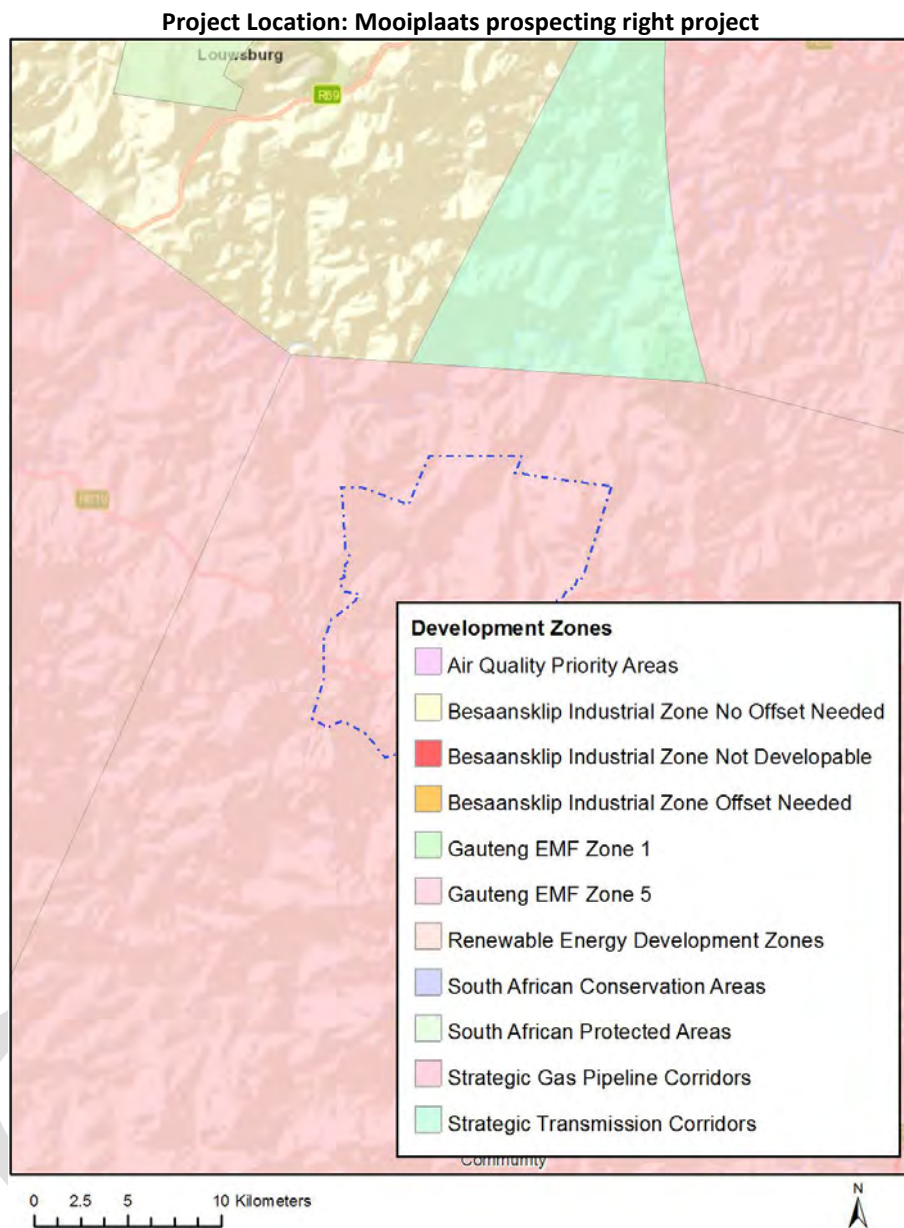 Project Location: Mooiplaats prospecting right project
Louwsburg
R69
Development Zones
Air Quality Priority Areas
Besaansklip Industrial Zone No Offset Needed
Besaansklip Industrial Zone Not Developable
Besaansklip Industrial Zone Offset Needed
Gauteng EMF Zone 1
Gauteng EMF Zone 5
Renewable Energy Development Zones
South African Conservation Areas
South African Protected Areas
Strategic Gas Pipeline Corridors
Strategic Transmission Corridors
Community
0 2.5 5 10 Kilometers
N